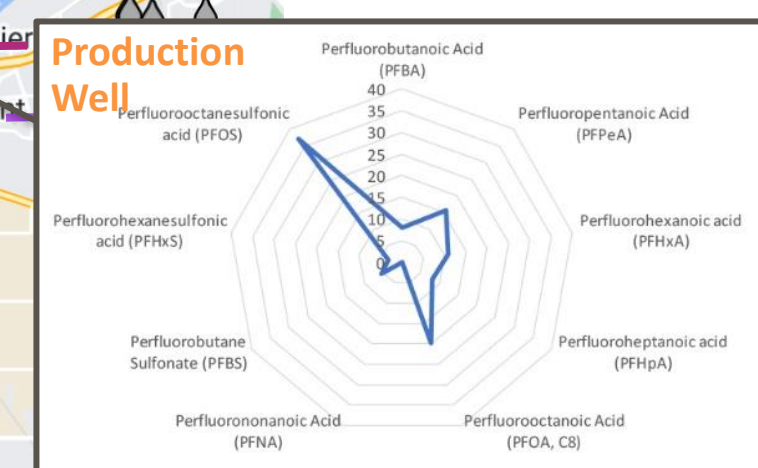 ier
nt
Production
Well
Perfluorobutanoic Acid
(PFBA)
Perfluoropentanoic Acid
(PFPeA)
Perfluorohexanoic acid
(PFHxA)
Perfluoroheptanoic acid
(PFHpA)
Perfluorooctanoic Acid
(PFOA, C8)
Perfluorononanoic Acid
(PFNA)
Perfluorobutane
Sulfonate (PFBS)
Perfluorohexanesulfonic
acid (PFHxS)
Perfluorooctanesulfonic
acid (PFOS)
40
35
30
25
20
15
10
5
0